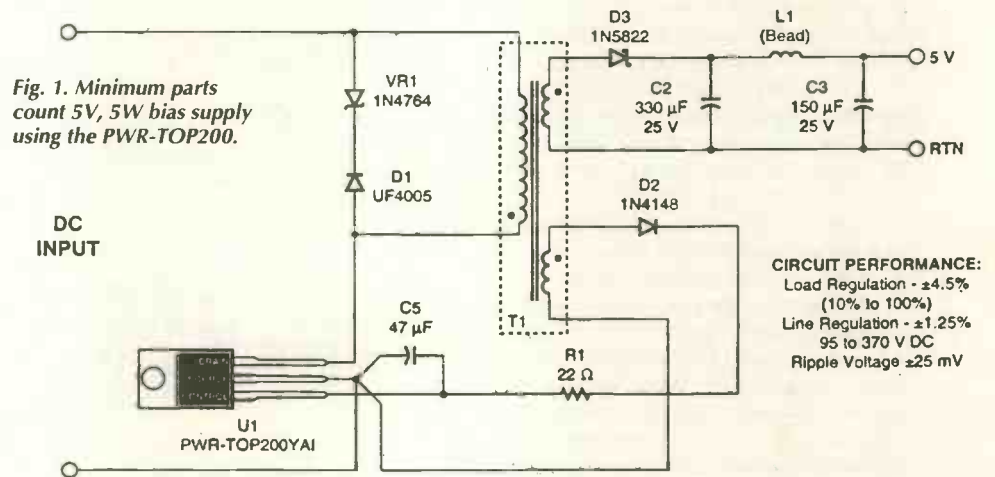 Fig. 1. Minimum parts
count 5V, 5W bias supply
using the PWR-TOP200.
DC
INPUT
VR1
1N4764
D1
UF4005
C5
47 µF
U1
PWR-TOP200YAI
DRAIN
SOURCE
CONTROL
T1
D3
1N5822
L1
(Bead)
C2
330 µF
25 V
C3
150 µF
25 V
5 V
RTN
D2
1N4148
R1
22 Ω
CIRCUIT PERFORMANCE:
Load Regulation - ±4.5%
(10% to 100%)
Line Regulation - ±1.25%
95 to 370 V DC
Ripple Voltage ±25 mV